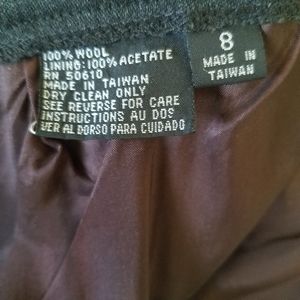 100% WOOL
LINING: 100% ACETATE
RN 50610
MADE IN TAIWAN
DRY CLEAN ONLY
SEE REVERSE FOR CARE
INSTRUCTIONS AU DOS
VER AL DORSO PARA CUIDADO
8
MADE IN
TAIWAN